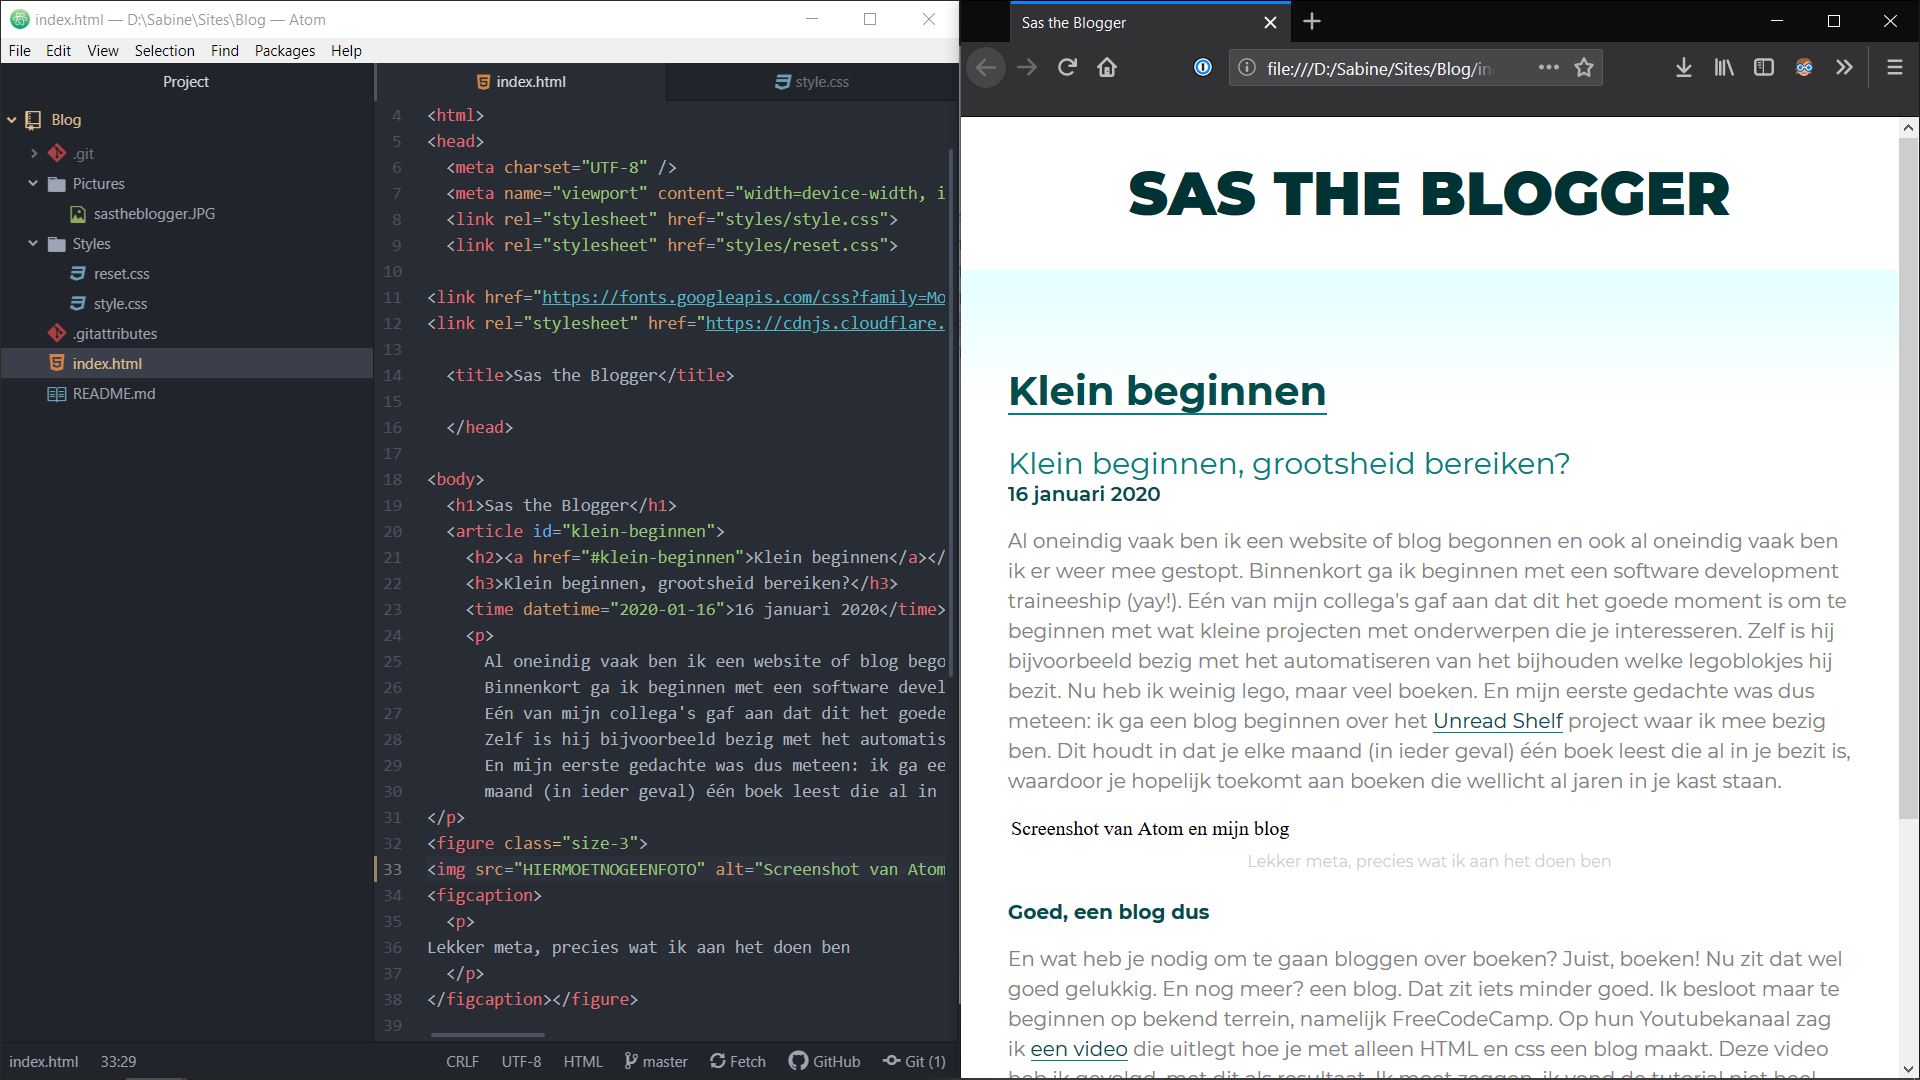 index.html — D:\Sabine\Sites\Blog — Atom
File Edit View Selection Find Packages Help
Project
Blog
.git
Pictures
sastheblogger.JPG
Styles
reset.css
style.css
.gitattributes
index.html
README.md
index.html style.css
4 <html>
5 <head>
6 <meta charset="UTF-8" />
7 <meta name="viewport" content="width=device-width, i
8 <link rel="stylesheet" href="styles/style.css">
9 <link rel="stylesheet" href="styles/reset.css">
10
11 <link href="https://fonts.googleapis.com/css?family=Mo
12 <link rel="stylesheet" href="https://cdnjs.cloudflare.
13
14 <title>Sas the Blogger</title>
15
16 </head>
17
18 <body>
19 <h1>Sas the Blogger</h1>
20 <article id="klein-beginnen">
21 <h2><a href="#klein-beginnen">Klein beginnen</a></
22 <h3>Klein beginnen, grootsheid bereiken?</h3>
23 <time datetime="2020-01-16">16 januari 2020</time>
24 <p>
25 Al oneindig vaak ben ik een website of blog bego
26 Binnenkort ga ik beginnen met een software devel
27 Eén van mijn collega's gaf aan dat dit het goede
28 Zelf is hij bijvoorbeeld bezig met het automatis
29 En mijn eerste gedachte was dus meteen: ik ga ee
30 maand (in ieder geval) één boek leest die al in
31 </p>
32 <figure class="size-3">
33 <img src="HIERMOETNOGEENFOTO" alt="Screenshot van Atom
34 <figcaption>
35 <p>
36 Lekker meta, precies wat ik aan het doen ben
37 </p>
38 </figcaption></figure>
39
index.html 33:29 CRLF UTF-8 HTML master Fetch GitHub Git (1)
Sas the Blogger
file:///D:/Sabine/Sites/Blog/in
SAS THE BLOGGER
Klein beginnen
Klein beginnen, grootsheid bereiken?
16 januari 2020
Al oneindig vaak ben ik een website of blog begonnen en ook al oneindig vaak ben
ik er weer mee gestopt. Binnenkort ga ik beginnen met een software development
traineeship (yay!). Eén van mijn collega's gaf aan dat dit het goede moment is om te
beginnen met wat kleine projecten met onderwerpen die je interesseren. Zelf is hij
bijvoorbeeld bezig met het automatiseren van het bijhouden welke legoblokjes hij
bezit. Nu heb ik weinig lego, maar veel boeken. En mijn eerste gedachte was dus
meteen: ik ga een blog beginnen over het Unread Shelf project waar ik mee bezig
ben. Dit houdt in dat je elke maand (in ieder geval) één boek leest die al in je bezit is,
waardoor je hopelijk toekomt aan boeken die wellicht al jaren in je kast staan.
Screenshot van Atom en mijn blog
Lekker meta, precies wat ik aan het doen ben
Goed, een blog dus
En wat heb je nodig om te gaan bloggen over boeken? Juist, boeken! Nu zit dat wel
goed gelukkig. En nog meer? een blog. Dat zit iets minder goed. Ik besloot maar te
beginnen op bekend terrein, namelijk FreeCodeCamp. Op hun Youtubekanaal zag
ik een video die uitlegt hoe je met alleen HTML en css een blog maakt. Deze video
heb ik gevolgd, met dit als resultaat. Ik moet zeggen, ik vond de tutorial niet heel